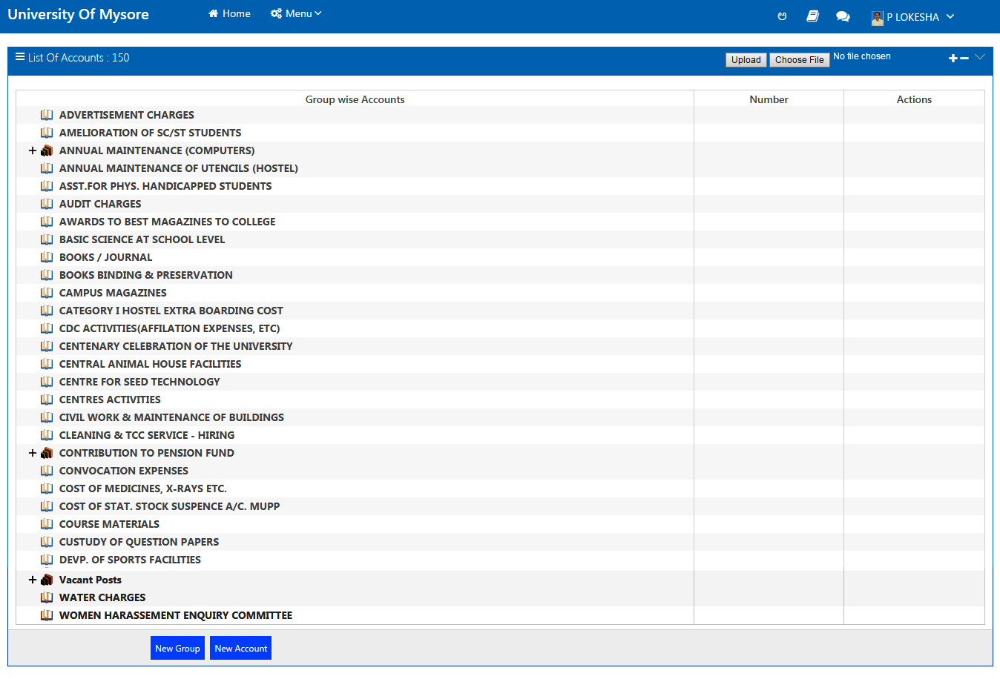 University Of Mysore
Home
Menu
P LOKESHA
List Of Accounts : 150
Upload
Choose File
No file chosen
Group wise Accounts
Number
Actions
ADVERTISEMENT CHARGES
AMELIORATION OF SC/ST STUDENTS
ANNUAL MAINTENANCE (COMPUTERS)
ANNUAL MAINTENANCE OF UTENCILS (HOSTEL)
ASST.FOR PHYS. HANDICAPPED STUDENTS
AUDIT CHARGES
AWARDS TO BEST MAGAZINES TO COLLEGE
BASIC SCIENCE AT SCHOOL LEVEL
BOOKS / JOURNAL
BOOKS BINDING & PRESERVATION
CAMPUS MAGAZINES
CATEGORY I HOSTEL EXTRA BOARDING COST
CDC ACTIVITIES(AFFILATION EXPENSES, ETC)
CENTENARY CELEBRATION OF THE UNIVERSITY
CENTRAL ANIMAL HOUSE FACILITIES
CENTRE FOR SEED TECHNOLOGY
CENTRES ACTIVITIES
CIVIL WORK & MAINTENANCE OF BUILDINGS
CLEANING & TCC SERVICE - HIRING
CONTRIBUTION TO PENSION FUND
CONVOCATION EXPENSES
COST OF MEDICINES, X-RAYS ETC.
COST OF STAT. STOCK SUSPENCE A/C. MUPP
COURSE MATERIALS
CUSTUDY OF QUESTION PAPERS
DEVP. OF SPORTS FACILITIES
Vacant Posts
WATER CHARGES
WOMEN HARASSEMENT ENQUIRY COMMITTEE
New Group
New Account